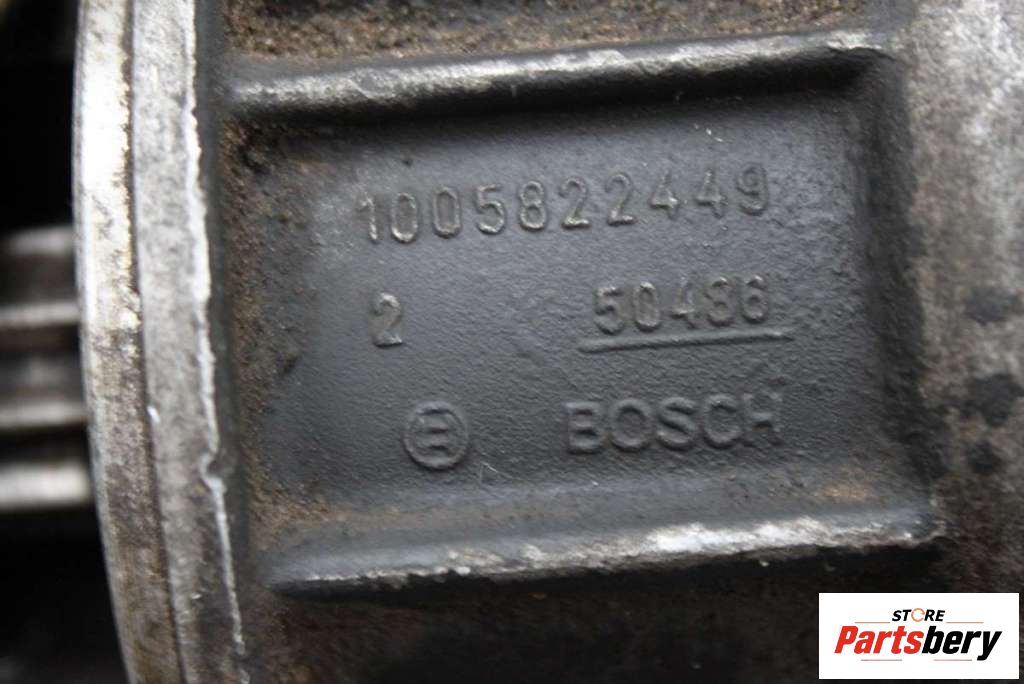 1005822449
2 50486
BOSCH
STORE
Partsbery